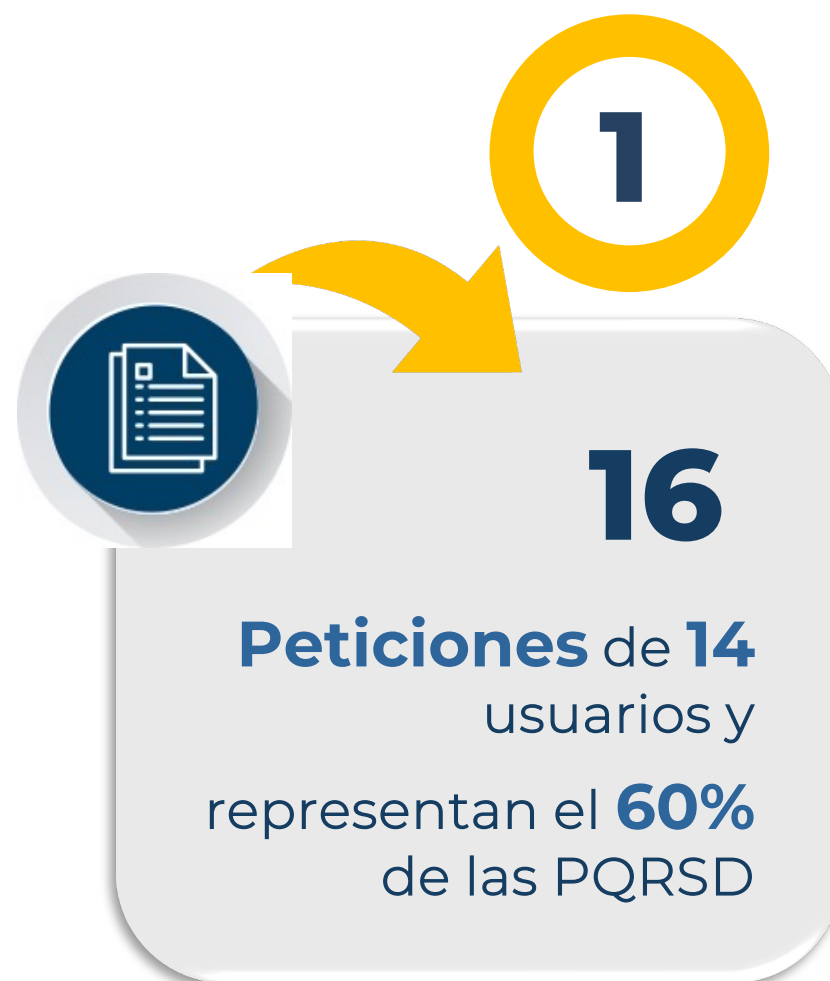 1
16
Peticiones de 14
usuarios y
representan el 60%
de las PQRSD